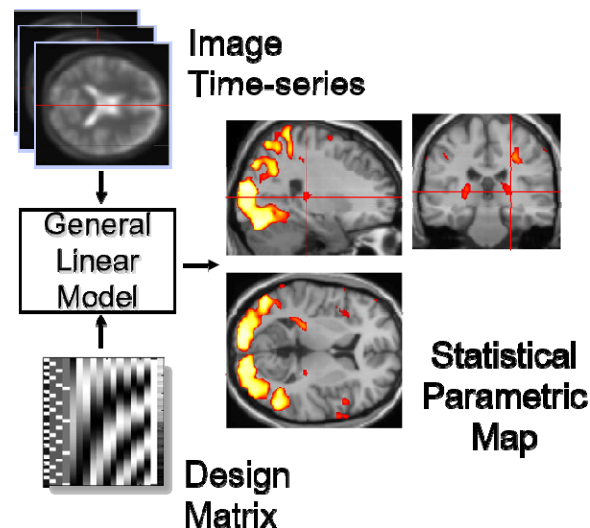 Image
Time-series
General
Linear
Model
Statistical
Parametric
Map
Design
Matrix